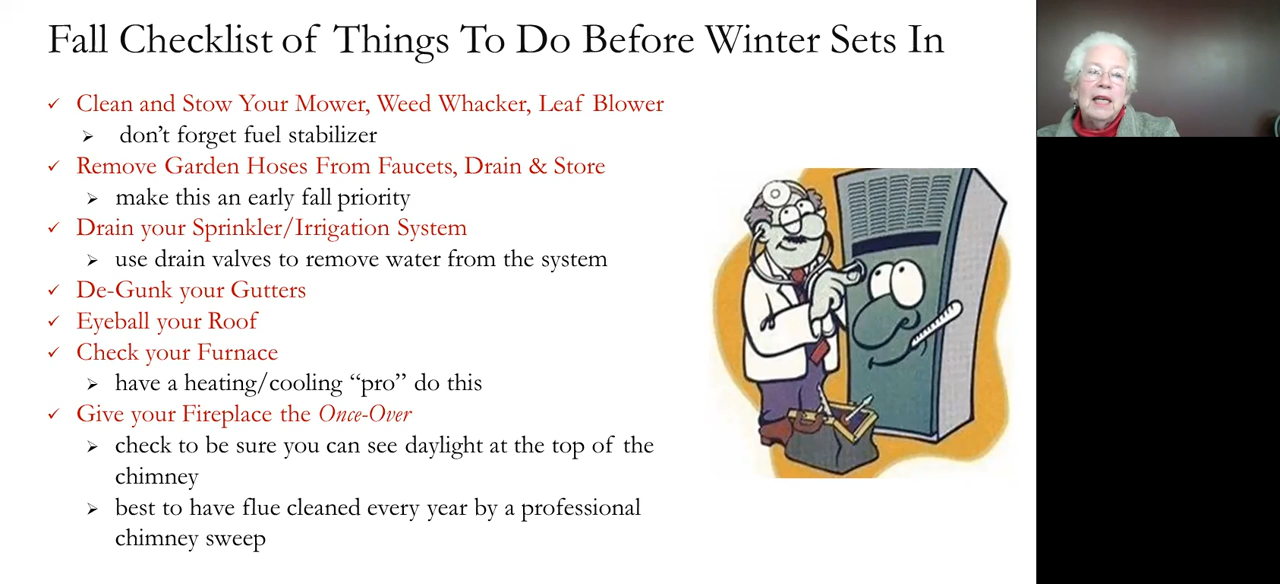 Fall Checklist of Things To Do Before Winter Sets In
✓ Clean and Stow Your Mower, Weed Whacker, Leaf Blower
➢ don’t forget fuel stabilizer
✓ Remove Garden Hoses From Faucets, Drain & Store
➢ make this an early fall priority
✓ Drain your Sprinkler/Irrigation System
➢ use drain valves to remove water from the system
✓ De-Gunk your Gutters
✓ Eyeball your Roof
✓ Check your Furnace
➢ have a heating/cooling “pro” do this
✓ Give your Fireplace the Once-Over
➢ check to be sure you can see daylight at the top of the
chimney
➢ best to have flue cleaned every year by a professional
chimney sweep